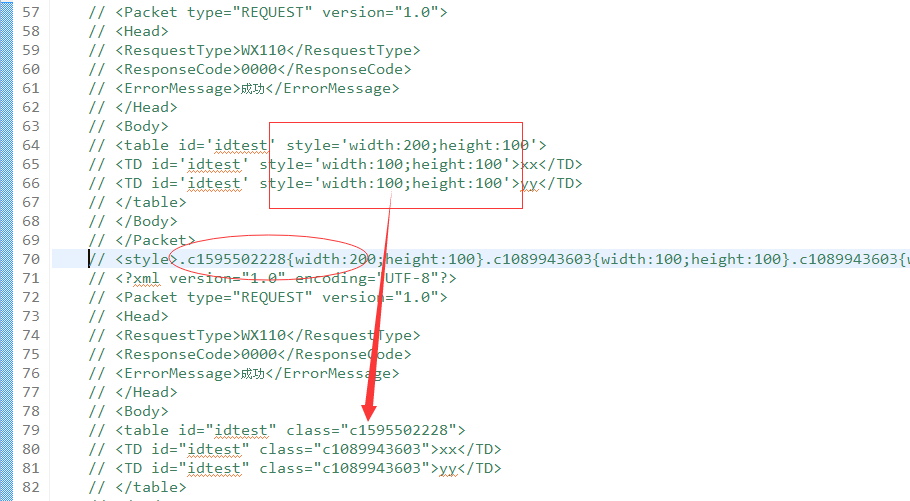 57 // <Packet type="REQUEST" version="1.0">
58 // <Head>
59 // <ResquestType>WX110</ResquestType>
60 // <ResponseCode>0000</ResponseCode>
61 // <ErrorMessage>成功</ErrorMessage>
62 // </Head>
63 // <Body>
64 // <table id='idtest' style='width:200;height:100'>
65 // <TD id='idtest' style='width:100;height:100'>xx</TD>
66 // <TD id='idtest' style='width:100;height:100'>yy</TD>
67 // </table>
68 // </Body>
69 // </Packet>
70 // <style>.c1595502228{width:200;height:100}.c1089943603{width:100;height:100}.c1089943603{w
71 // <?xml version="1.0" encoding="UTF-8"?>
72 // <Packet type="REQUEST" version="1.0">
73 // <Head>
74 // <ResquestType>WX110</ResquestType>
75 // <ResponseCode>0000</ResponseCode>
76 // <ErrorMessage>成功</ErrorMessage>
77 // </Head>
78 // <Body>
79 // <table id="idtest" class="c1595502228">
80 // <TD id="idtest" class="c1089943603">xx</TD>
81 // <TD id="idtest" class="c1089943603">yy</TD>
82 // </table>